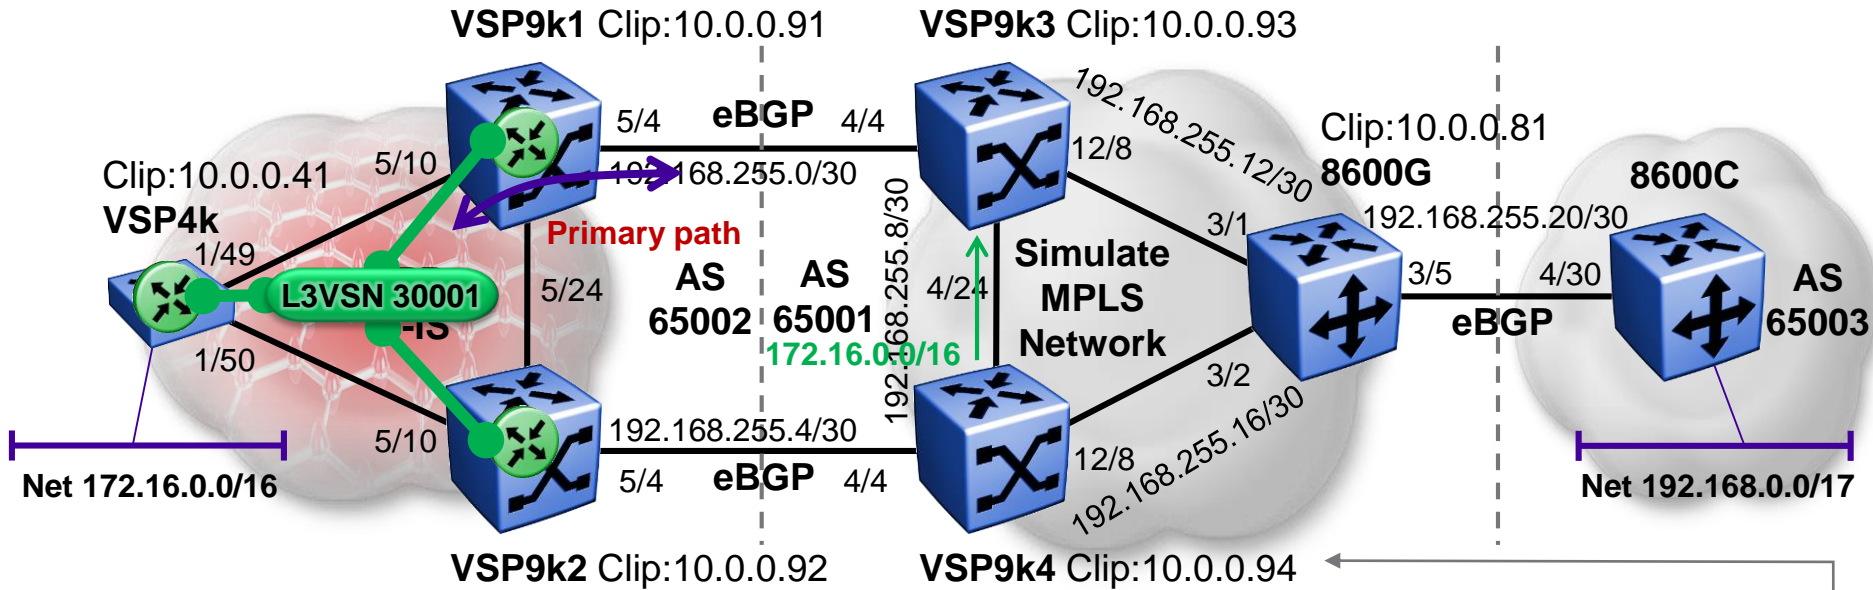 VSP9k1 Clip:10.0.0.91
VSP9k3 Clip:10.0.0.93
5/4
eBGP
4/4
192.168.255.0/30
5/10
Clip:10.0.0.41
VSP4k
1/49
Primary path
L3VSN 30001
-IS
5/24
AS
65002
AS
65001
172.16.0.0/16
192.168.255.8/30
4/24
12/8
192.168.255.12/30
Simulate
MPLS
Network
Clip:10.0.0.81
8600G
3/1
192.168.255.20/30
3/5
4/30
eBGP
8600C
AS
65003
1/50
5/10
192.168.255.4/30
5/4
eBGP
4/4
12/8
3/2
192.168.255.16/30
Net 172.16.0.0/16
Net 192.168.0.0/17
VSP9k2 Clip:10.0.0.92
VSP9k4 Clip:10.0.0.94